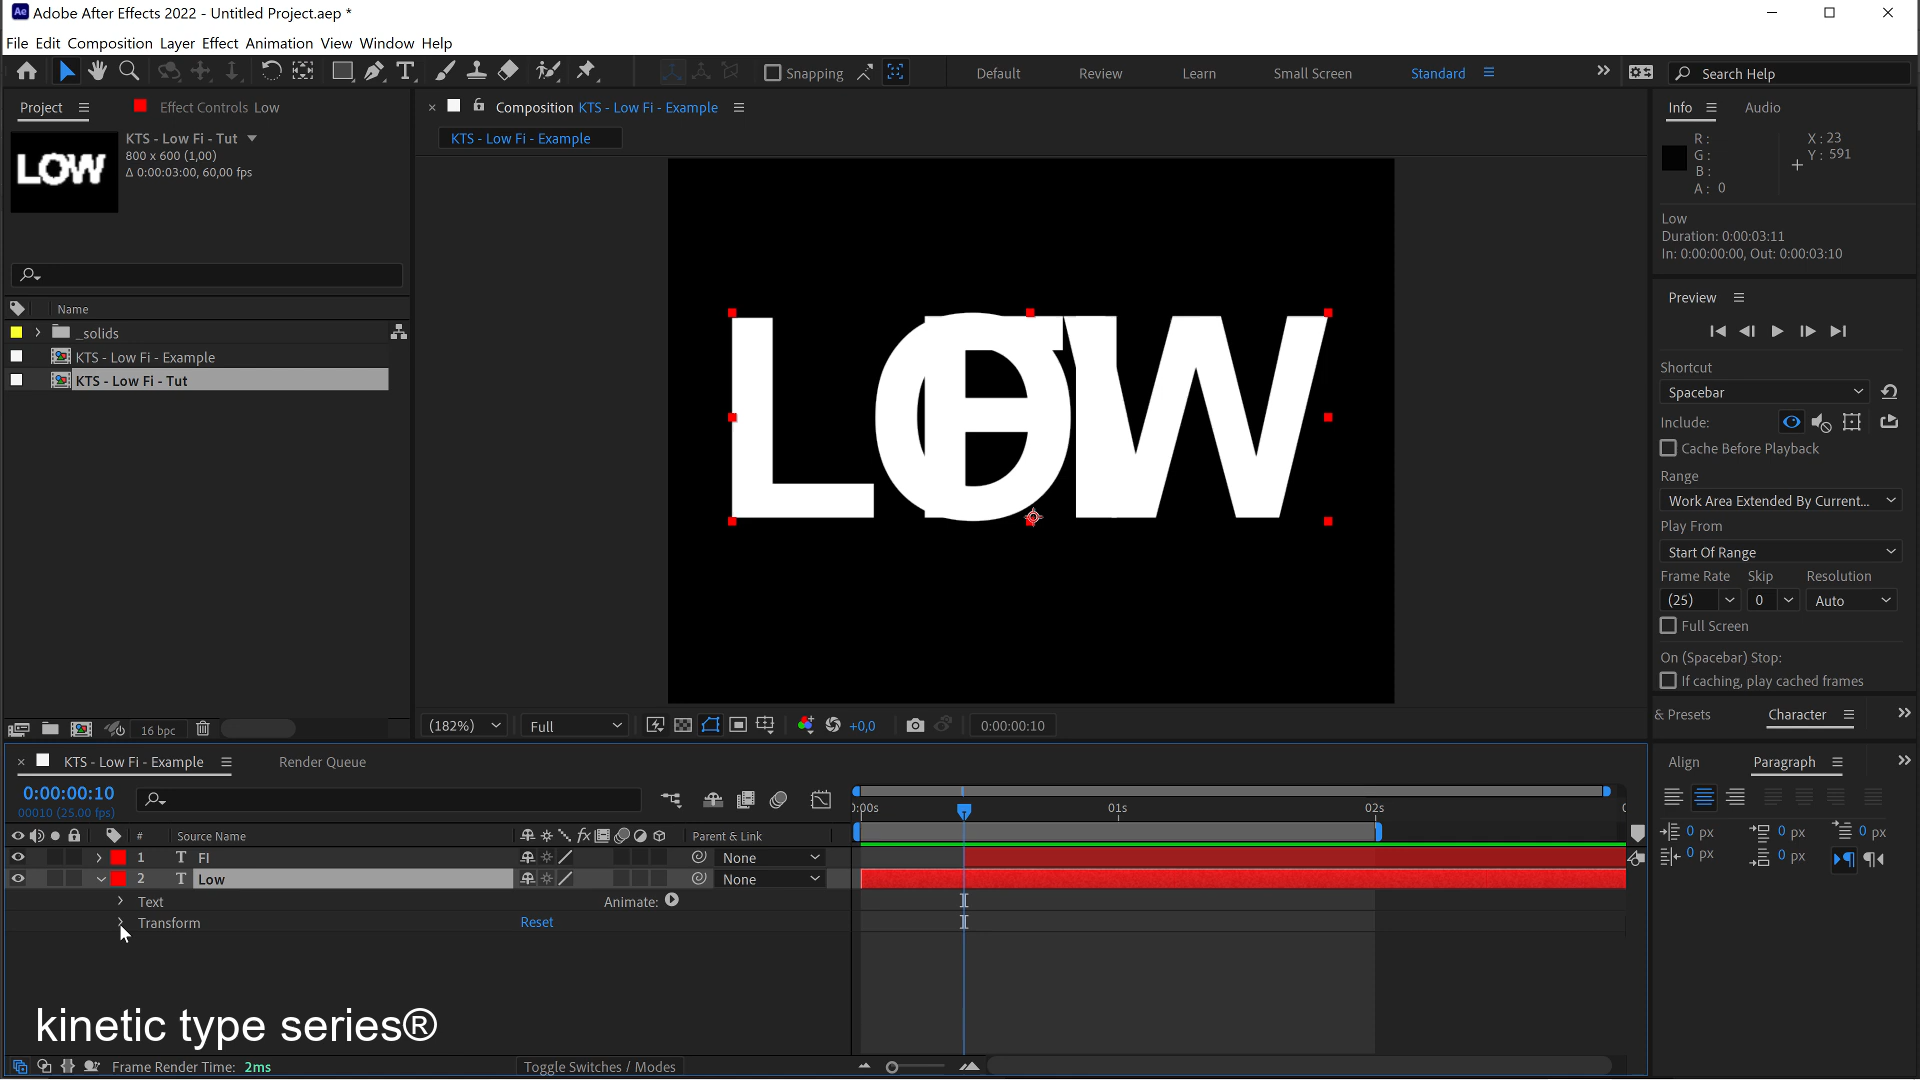 Ae Adobe After Effects 2022 - Untitled Project.aep *
File Edit Composition Layer Effect Animation View Window Help
Snapping
Default Review Learn Small Screen Standard
Search Help
Project Effect Controls Low
KTS - Low Fi - Tut
800 x 600 (1,00)
Δ 0:00:03:00, 60,00 fps
LOW
Name
_solids
KTS - Low Fi - Example
KTS - Low Fi - Tut
16 bpc
Composition KTS - Low Fi - Example
KTS - Low Fi - Example
LOW
FI
(182%) Full +0,0 0:00:00:10
Info Audio
R: X: 23
G: Y: 591
B:
A: 0
Low
Duration: 0:00:03:11
In: 0:00:00:00, Out: 0:00:03:10
Preview
Shortcut
Spacebar
Include:
Cache Before Playback
Range
Work Area Extended By Current...
Play From
Start Of Range
Frame Rate Skip Resolution
(25) 0 Auto
Full Screen
On (Spacebar) Stop:
If caching, play cached frames
& Presets Character
Align Paragraph
0 px 0 px 0 px
0 px 0 px
KTS - Low Fi - Example Render Queue
0:00:00:10
00010 (25.00 fps)
):00s 01s 02s
# Source Name fx Parent & Link
1 T FI None
2 T Low None
Text Animate:
Transform Reset
kinetic type series®
Frame Render Time: 2ms Toggle Switches / Modes